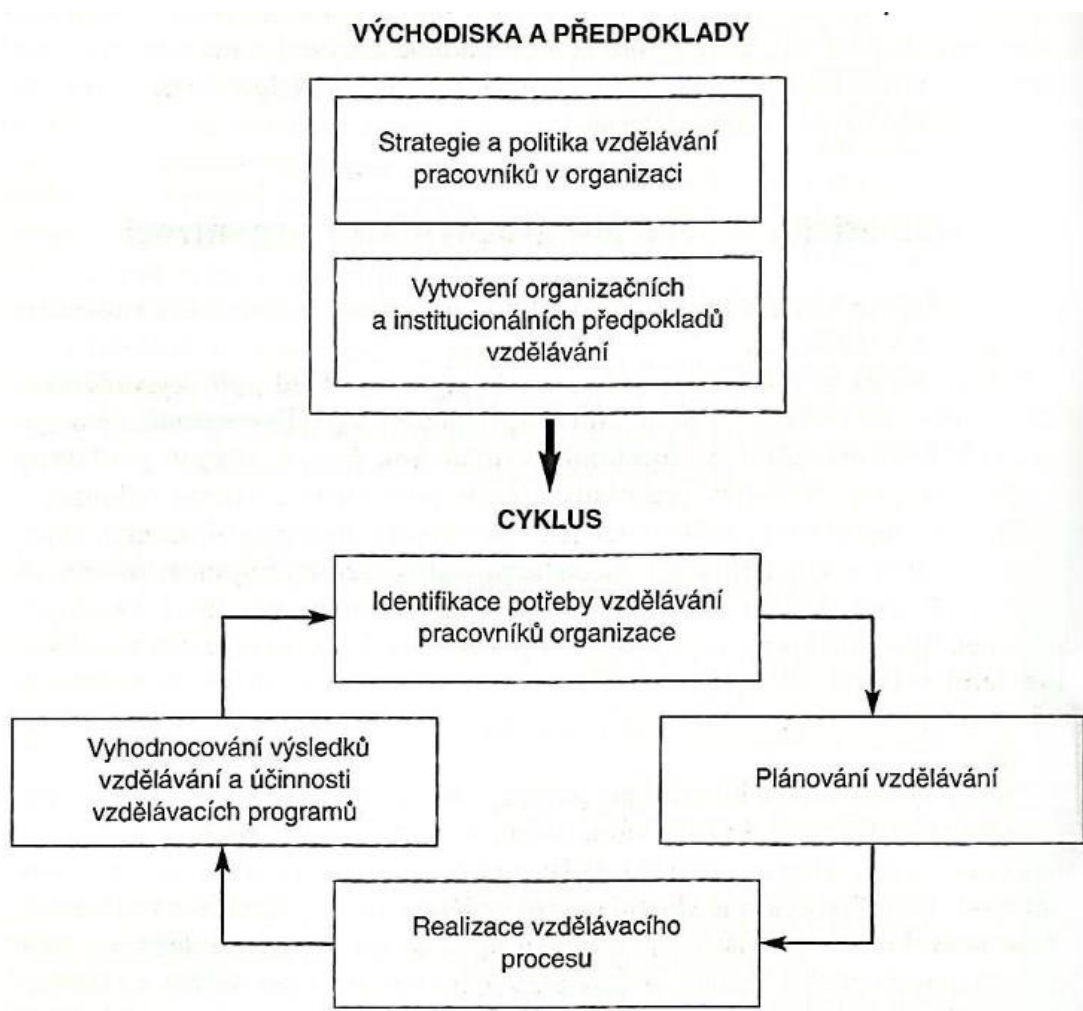 VÝCHODISKA A PŘEDPOKLADY
Strategie a politika vzdělávání
pracovníků v organizaci
Vytvoření organizačních
a institucionálních předpokladů
vzdělávání
CYKLUS
Identifikace potřeby vzdělávání
pracovníků organizace
Plánování vzdělávání
Realizace vzdělávacího
procesu
Vyhodnocování výsledků
vzdělávání a účinnosti
vzdělávacích programů